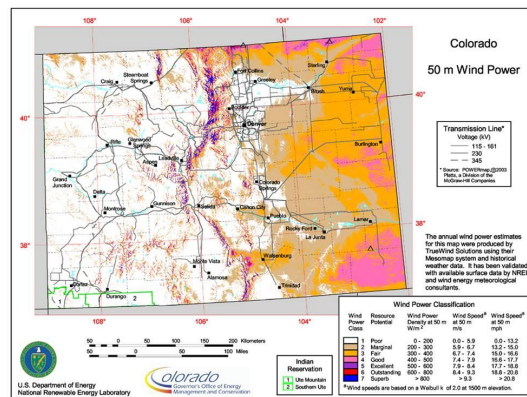 Colorado
50 m Wind Power
108°
106°
104°
102°
Fort Collins
Sterling
Steamboat Springs
Craig
Greeley
Brush
Yuma
40°
40°
Boulder
Denver
Rifle
Glenwood Springs
Aspen
Leadville
Burlington
Grand Junction
Colorado Springs
Delta
Montrose
Gunnison
Salida
Canon City
Pueblo
Rocky Ford
La Junta
Lamar
38°
38°
Walsenburg
Monte Vista
Alamosa
Trinidad
Durango
1
2
108°
106°
104°
Transmission Line*
Voltage (kV)
115 - 161
230
345
* Source: POWERmap, @2003
Platts, a Division of the
McGraw-Hill Companies
The annual wind power estimates
for this map were produced by
TrueWind Solutions using their
Mesomap system and historical
weather data. It has been validated
with available surface data by NREL
and wind energy meteorological
consultants.
50 0 50 100 150 200 Kilometers
50 0 50 100 Miles
Wind Power Classification
Wind Power Class
Resource Potential
Wind Power Density at 50 m W/m²
Wind Speedª at 50 m m/s
Wind Speedª at 50 m mph
1 Poor 0 - 200 0.0 - 5.9 0.0 - 13.2
2 Marginal 200 - 300 5.9 - 6.7 13.2 - 15.0
3 Fair 300 - 400 6.7 - 7.4 15.0 - 16.6
4 Good 400 - 500 7.4 - 7.9 16.6 - 17.7
5 Excellent 500 - 600 7.9 - 8.4 17.7 - 18.8
6 Outstanding 600 - 800 8.4 - 9.3 18.8 - 20.8
7 Superb > 800 > 9.3 > 20.8
ª Wind speeds are based on a Weibull k of 2.0 at 1500 m elevation.
Indian Reservation
1 Ute Mountain
2 Southern Ute
U.S. Department of Energy
National Renewable Energy Laboratory
Colorado
Governor's Office of Energy
Management and Conservation